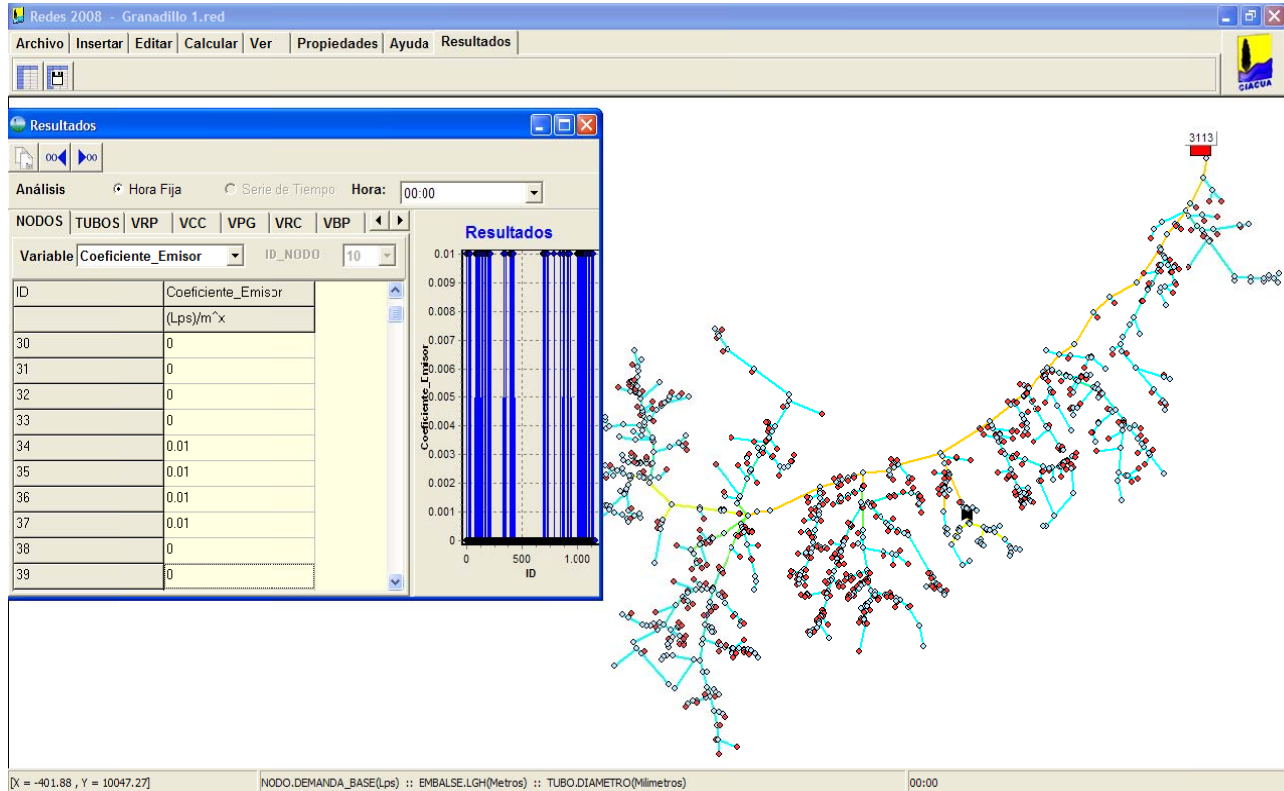 Redes 2008 - Granadillo 1.red
Archivo Insertar Editar Calcular Ver Propiedades Ayuda Resultados
CIACUA
Resultados
00 00
Análisis Hora Fija Serie de Tiempo Hora: 00:00
NODOS TUBOS VRP VCC VPG VRC VBP
Variable Coeficiente_Emisor ID_NODO 10
ID Coeficiente_Emisor
(Lps)/m^x
30 0
31 0
32 0
33 0
34 0.01
35 0.01
36 0.01
37 0.01
38 0
39 0
Resultados
Coeficiente_Emisor
0.01
0.009
0.008
0.007
0.006
0.005
0.004
0.003
0.002
0.001
0
0 500 1.000
ID
3113
[X = -401.88 , Y = 10047.27] NODO.DEMANDA_BASE(Lps) :: EMBALSE.LGH(Metros) :: TUBO.DIAMETRO(Milimetros) 00:00